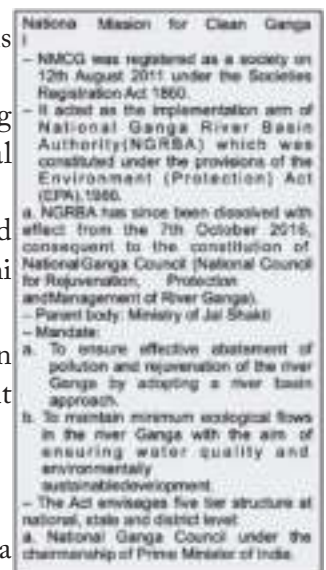 s
g
al
d
ni
n
t
a
Nationa Mission for Clean Ganga
|
– NMCG was registered as a society on
12th August 2011 under the Societies
Registration Act 1860.
– It acted as the implementation arm of
National Ganga River Basin
Authority(NGRBA) which was
constituted under the provisions of the
Environment (Protection) Act
(EPA),1986.
a. NGRBA has since been dissolved with
effect from the 7th October 2016,
consequent to the constitution of
NationalGanga Council (National Council
for Rejuvenation, Protection
andManagement of River Ganga).
– Parent body: Ministry of Jal Shakti
– Mandate:
a. To ensure effective abatement of
pollution and rejuvenation of the river
Ganga by adopting a river basin
approach.
b. To maintain minimum ecological flows
in the river Ganga with the aim of
ensuring water quality and
environmentally
sustainabledevelopment.
– The Act envisages five tier structure at
national, state and district level:
a. National Ganga Council under the
chairmanship of Prime Minister of India.